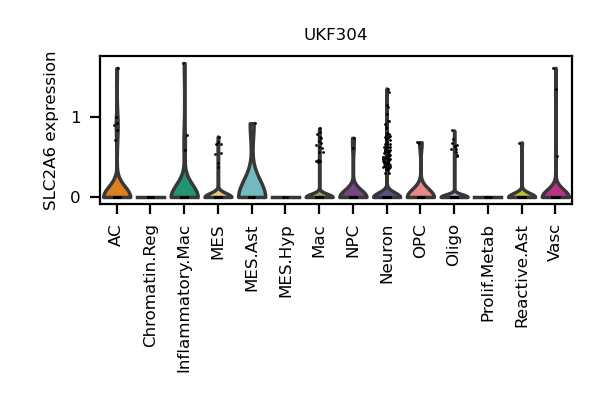 UKF304
SLC2A6 expression
1
0
AC
Chromatin.Reg
Inflammatory.Mac
MES
MES.Ast
MES.Hyp
Mac
NPC
Neuron
OPC
Oligo
Prolif.Metab
Reactive.Ast
Vasc